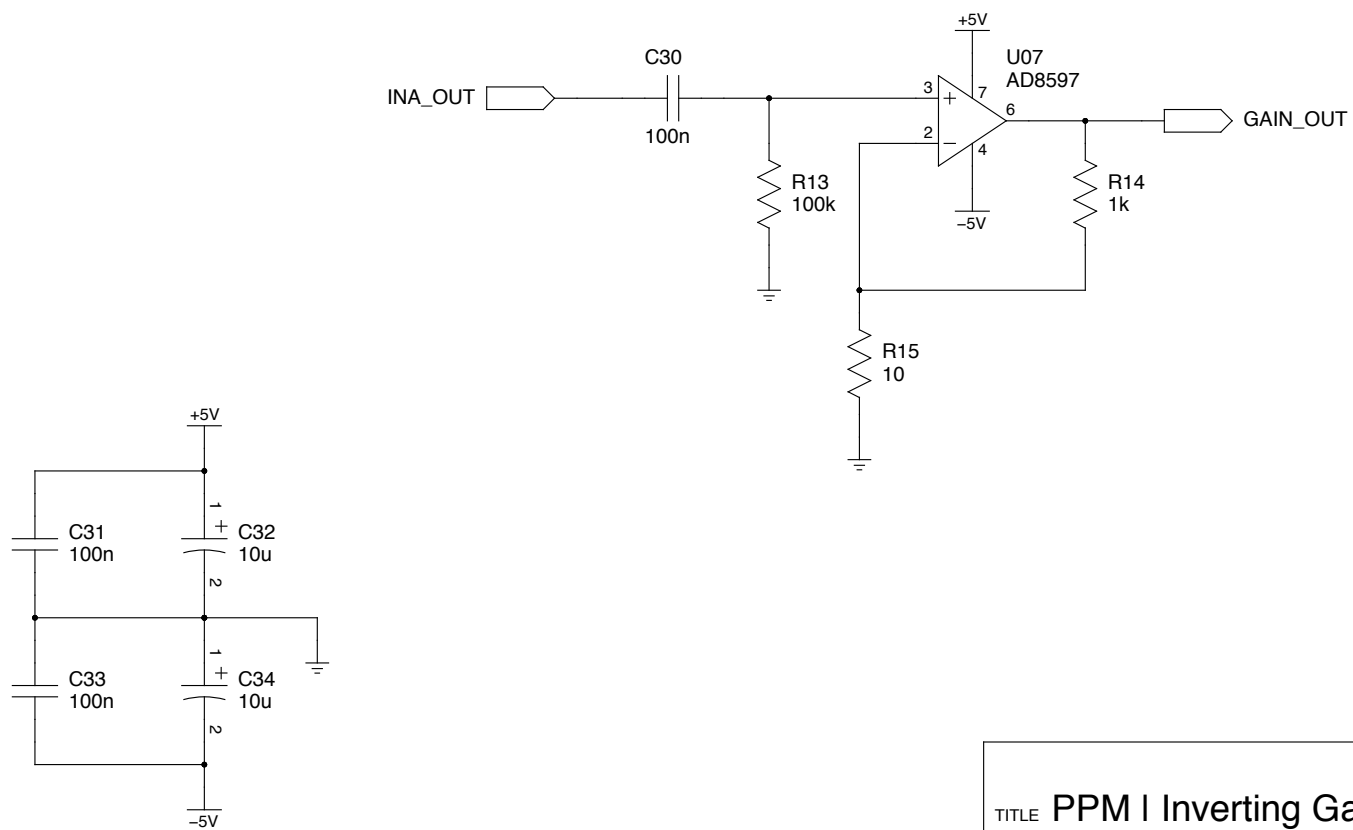 +5V
C30
U07
AD8597
INA_OUT
3
+
7
6
GAIN_OUT
100n
2
−
4
R13
100k
R14
1k
−5V
R15
10
+5V
1
+
C31
100n
C32
10u
2
1
+
C33
100n
C34
10u
2
−5V
TITLE PPM | Inverting Ga